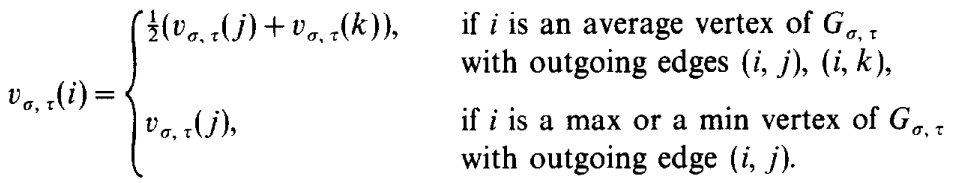 ½(v_{σ, τ}(j) + v_{σ, τ}(k)), if i is an average vertex of G_{σ, τ}
with outgoing edges (i, j), (i, k),
v_{σ, τ}(i) =
v_{σ, τ}(j), if i is a max or a min vertex of G_{σ, τ}
with outgoing edge (i, j).